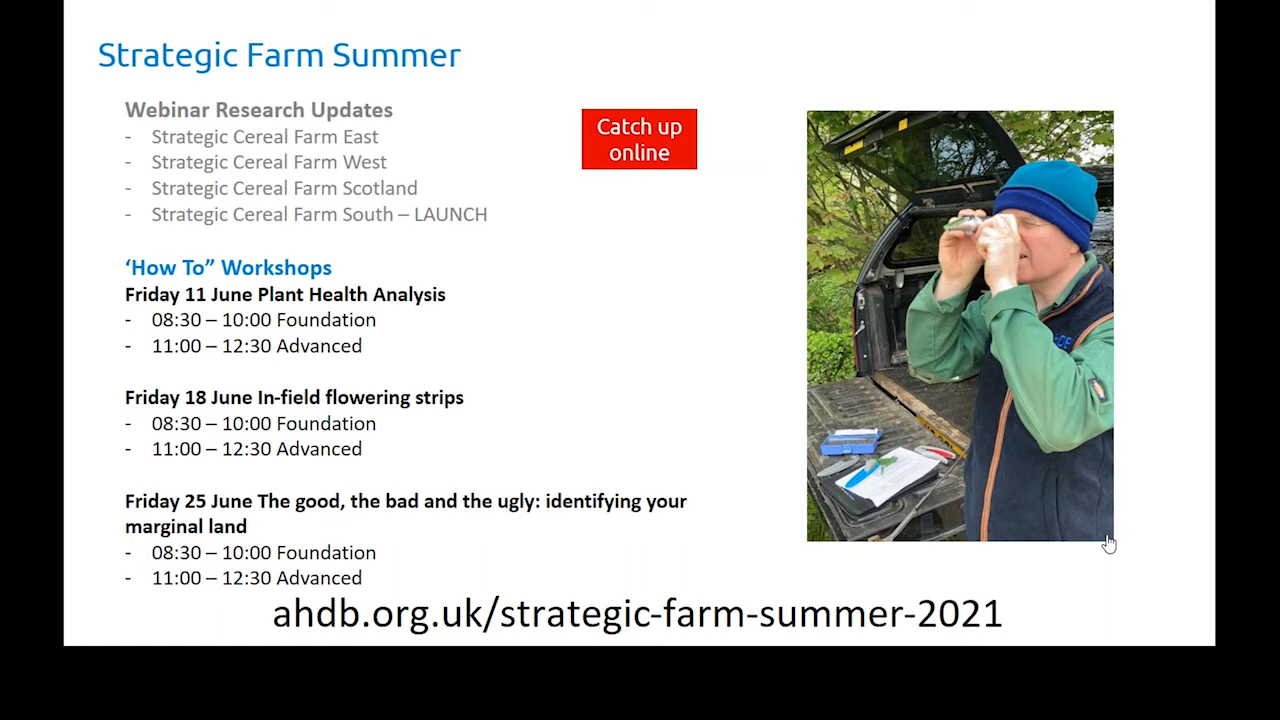 Strategic Farm Summer
Webinar Research Updates
- Strategic Cereal Farm East
- Strategic Cereal Farm West
- Strategic Cereal Farm Scotland
- Strategic Cereal Farm South – LAUNCH
Catch up
online
‘How To” Workshops
Friday 11 June Plant Health Analysis
- 08:30 – 10:00 Foundation
- 11:00 – 12:30 Advanced
Friday 18 June In-field flowering strips
- 08:30 – 10:00 Foundation
- 11:00 – 12:30 Advanced
Friday 25 June The good, the bad and the ugly: identifying your
marginal land
- 08:30 – 10:00 Foundation
- 11:00 – 12:30 Advanced
ahdb.org.uk/strategic-farm-summer-2021